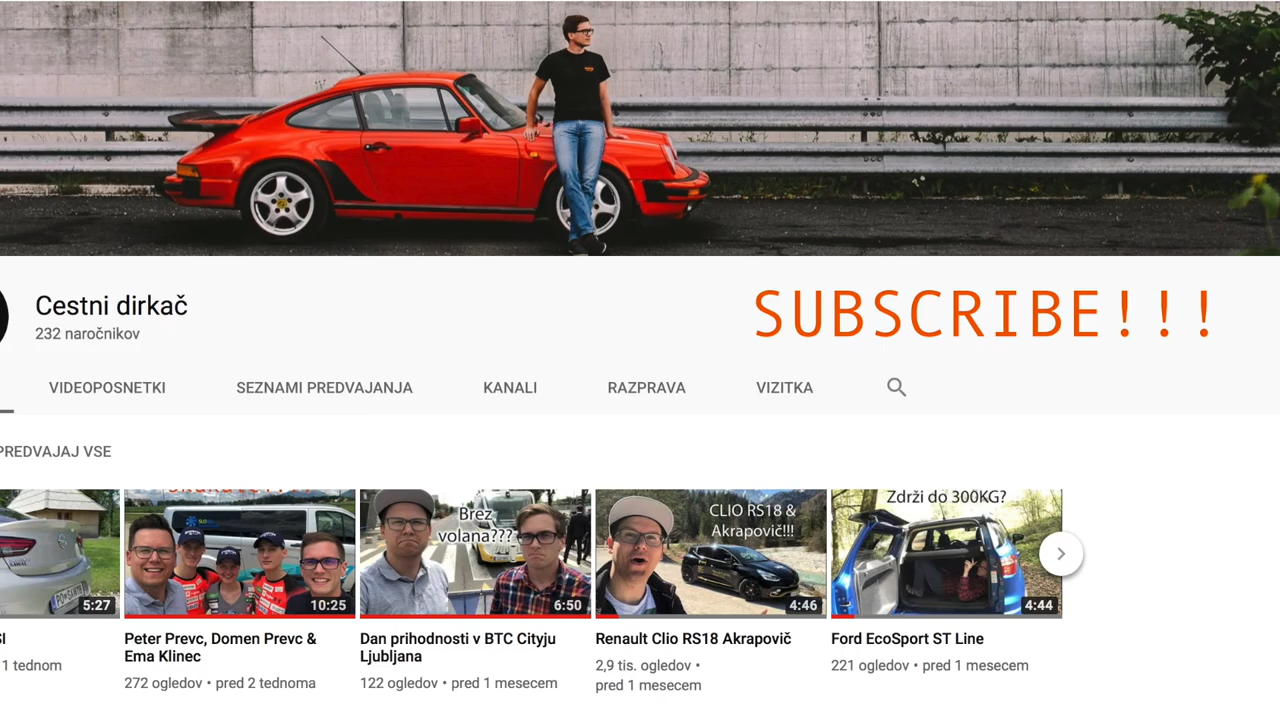 Cestni dirkač
232 naročnikov
SUBSCRIBE!!!
VIDEOPOSNETKI SEZNAMI PREDVAJANJA KANALI RAZPRAVA VIZITKA
PREDVAJAJ VSE
Brez
volana???
CLIO RS18 &
Akrapovič!!!
Zdrži do 300KG?
5:27 10:25 6:50 4:46 4:44
Peter Prevc, Domen Prevc &
Ema Klinec
272 ogledov • pred 2 tednoma
Dan prihodnosti v BTC Cityju
Ljubljana
122 ogledov • pred 1 mesecem
Renault Clio RS18 Akrapovič
2,9 tis. ogledov •
pred 1 mesecem
Ford EcoSport ST Line
221 ogledov • pred 1 mesecem
1 tednom